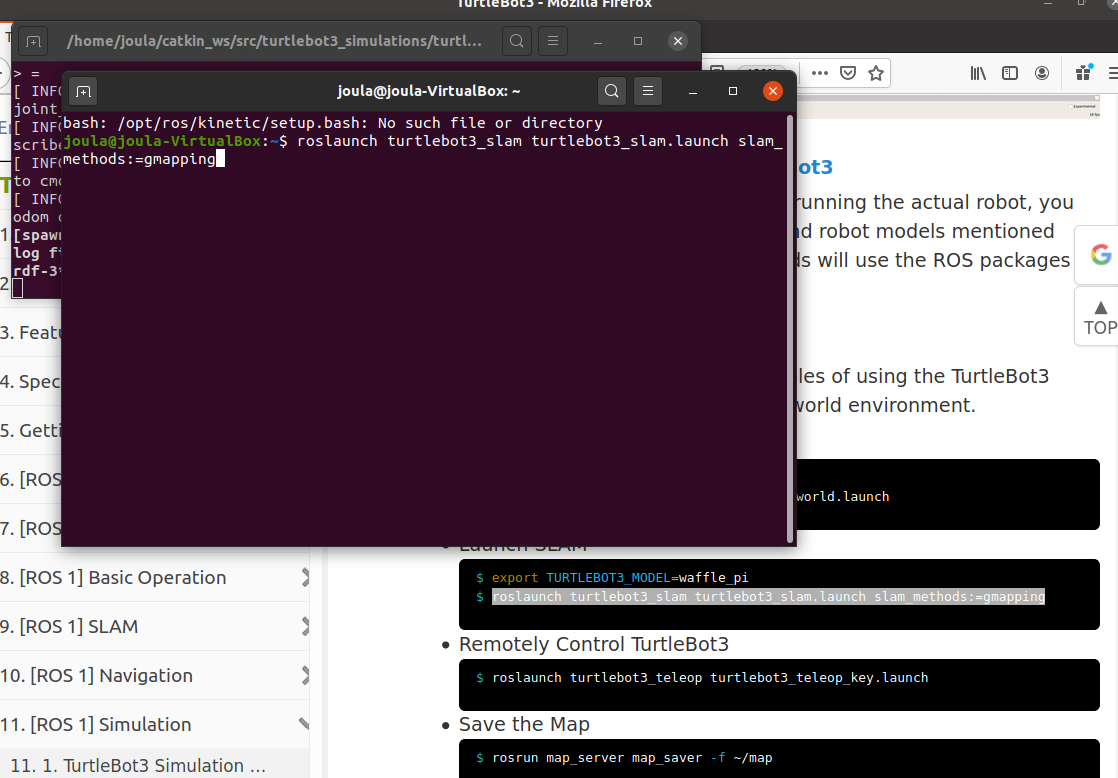 TurtleBot3 - Mozilla Firefox
/home/joula/catkin_ws/src/turtlebot3_simulations/turtl...
> =
[ INFO
joint
[ INFO
scribe
[ INFO
to cmd
[ INFO
odom
[spawn
log fi
rdf-3*
joula@joula-VirtualBox: ~
bash: /opt/ros/kinetic/setup.bash: No such file or directory
joula@joula-VirtualBox:~$ roslaunch turtlebot3_slam turtlebot3_slam.launch slam_
methods:=gmapping
Experimental
ot3
running the actual robot, you
nd robot models mentioned
ds will use the ROS packages
G
TOP
les of using the TurtleBot3
world environment.
world.launch
Launch SLAM
$ export TURTLEBOT3_MODEL=waffle_pi
$ roslaunch turtlebot3_slam turtlebot3_slam.launch slam_methods:=gmapping
• Remotely Control TurtleBot3
$ roslaunch turtlebot3_teleop turtlebot3_teleop_key.launch
• Save the Map
$ rosrun map_server map_saver -f ~/map
1
2
3. Featu
4. Spec
5. Getti
6. [ROS
7. [ROS
8. [ROS 1] Basic Operation
9. [ROS 1] SLAM
10. [ROS 1] Navigation
11. [ROS 1] Simulation
11. 1. TurtleBot3 Simulation ...